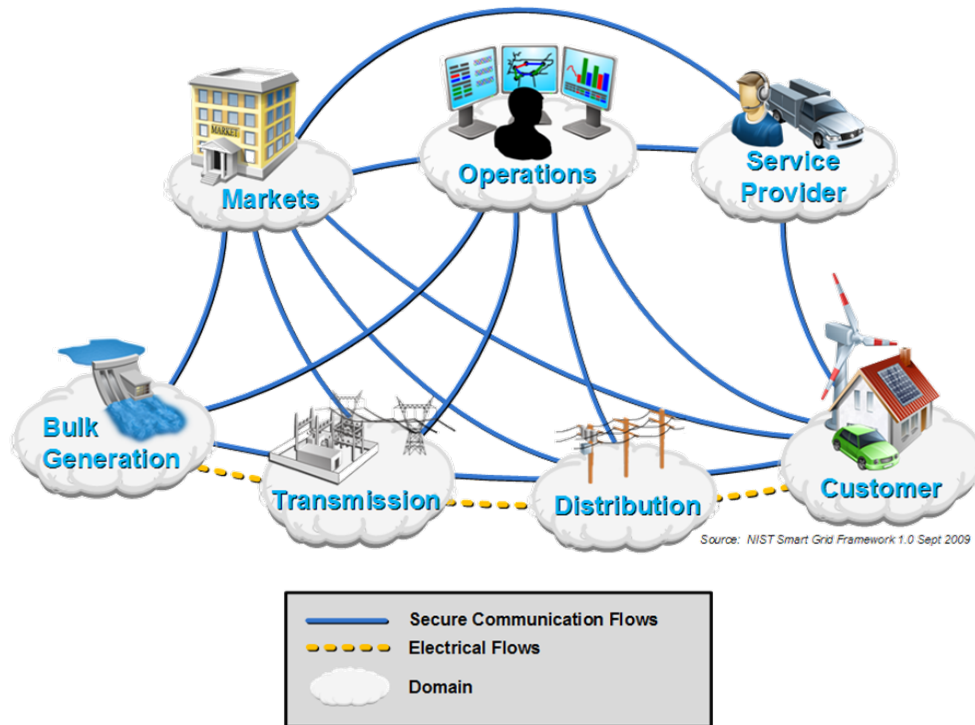 MARKET
Markets
Operations
Service
Provider
Bulk
Generation
Transmission
Distribution
Customer
Source: NIST Smart Grid Framework 1.0 Sept 2009
Secure Communication Flows
Electrical Flows
Domain